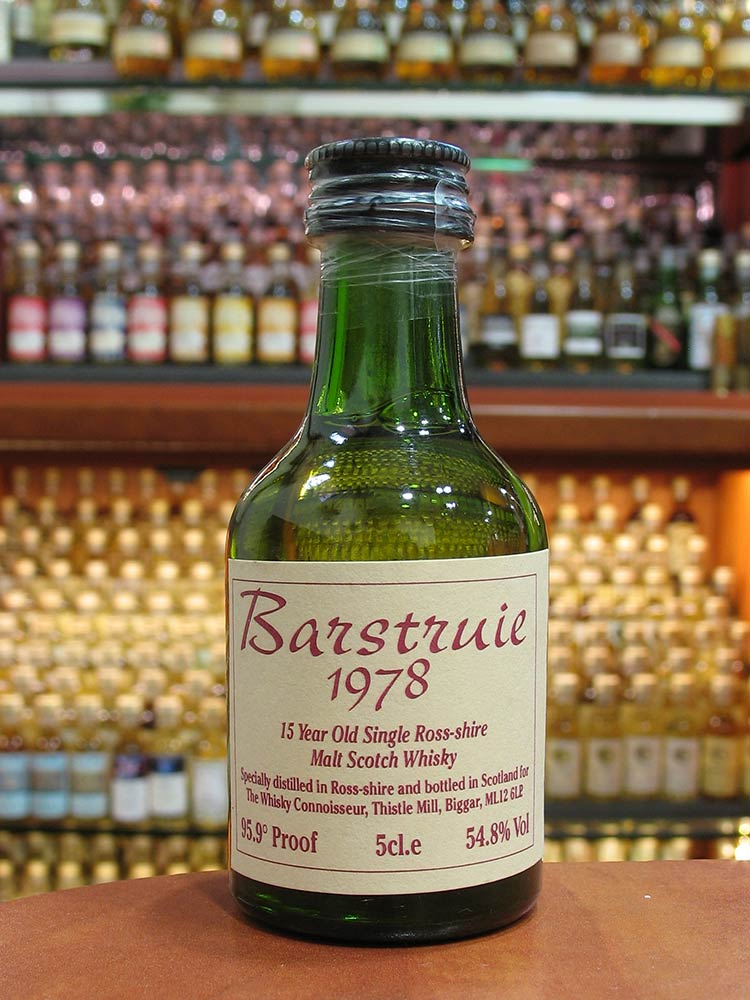 Barstruie
1978
15 Year Old Single Ross-shire
Malt Scotch Whisky
Specially distilled in Ross-shire and bottled in Scotland for
The Whisky Connoisseur, Thistle Mill, Biggar, ML12 6LP
95.9° Proof 5cl.e 54.8% Vol